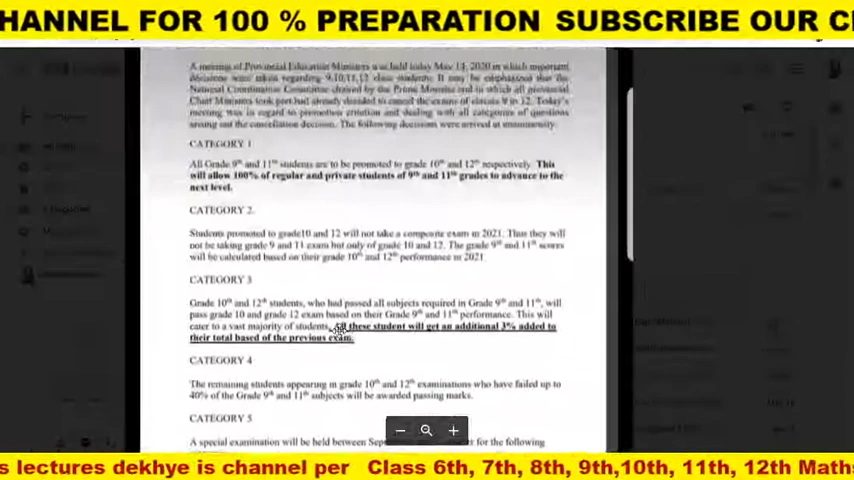 HANNEL FOR 100 % PREPARATION SUBSCRIBE OUR C
A meeting of Provincial Education Ministers was held today May 14, 2020 in which important
decisions were taken regarding 9,10,11,12 class students. It may be emphasized that the
National Coordination Committee chaired by the Prime Minister and in which all provincial
Chief Ministers took part had already decided to cancel the exams of classes 9 to 12. Today's
meeting was in regard to promotion criterion and dealing with all categories of questions
arising out the cancellation decision. The following decisions were arrived at unanimously.
CATEGORY 1
All Grade 9th and 11th students are to be promoted to grade 10th and 12th respectively. This
will allow 100% of regular and private students of 9th and 11th grades to advance to the
next level.
CATEGORY 2.
Students promoted to grade10 and 12 will not take a composite exam in 2021. Thus they will
not be taking grade 9 and 11 exam but only of grade 10 and 12. The grade 9th and 11th scores
will be calculated based on their grade 10th and 12th performance in 2021.
CATEGORY 3
Grade 10th and 12th students, who had passed all subjects required in Grade 9th and 11th, will
pass grade 10 and grade 12 exam based on their Grade 9th and 11th performance. This will
cater to a vast majority of students. All these student will get an additional 3% added to
their total based of the previous exam.
CATEGORY 4
The remaining students appearing in grade 10th and 12th examinations who have failed up to
40% of the Grade 9th and 11th subjects will be awarded passing marks.
CATEGORY 5
A special examination will be held between Sep for the following
s lectures dekhye is channel per Class 6th, 7th, 8th, 9th,10th, 11th, 12th Maths